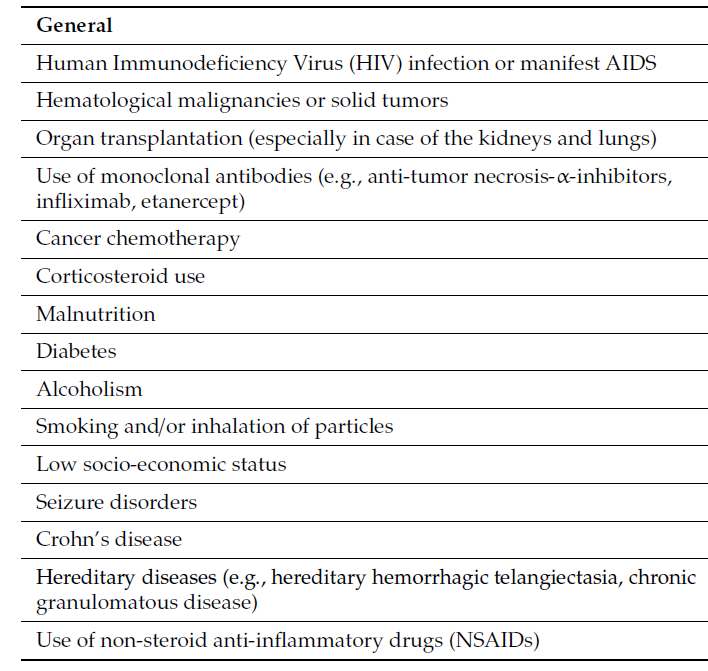 General
Human Immunodeficiency Virus (HIV) infection or manifest AIDS
Hematological malignancies or solid tumors
Organ transplantation (especially in case of the kidneys and lungs)
Use of monoclonal antibodies (e.g., anti-tumor necrosis-α-inhibitors,
infliximab, etanercept)
Cancer chemotherapy
Corticosteroid use
Malnutrition
Diabetes
Alcoholism
Smoking and/or inhalation of particles
Low socio-economic status
Seizure disorders
Crohn's disease
Hereditary diseases (e.g., hereditary hemorrhagic telangiectasia, chronic
granulomatous disease)
Use of non-steroid anti-inflammatory drugs (NSAIDs)